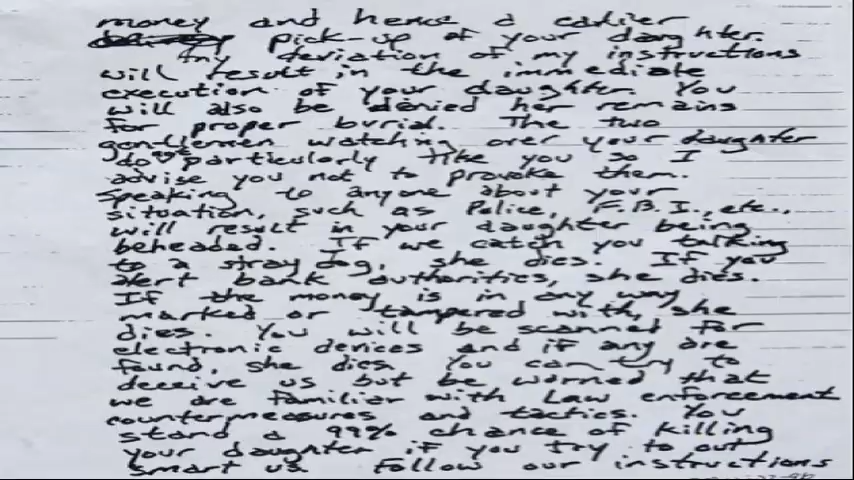 money and hence a earlier
pick-up of your daughter.
Any deviation of my instructions
will result in the immediate
execution of your daughter. You
will also be denied her remains
for proper burial. The two
gentlemen watching over your daughter
do not particularly like you so I
advise you not to provoke them.
Speaking to anyone about your
situation, such as Police, F.B.I., etc.,
will result in your daughter being
beheaded. If we catch you talking
to a stray dog, she dies. If you
alert bank authorities, she dies.
If the money is in any way
marked or tampered with, she
dies. You will be scanned for
electronic devices and if any are
found, she dies. You can try to
deceive us but be warned that
we are familiar with Law enforcement
countermeasures and tactics. You
stand a 99% chance of killing
your daughter if you try to out
smart us. Follow our instructions